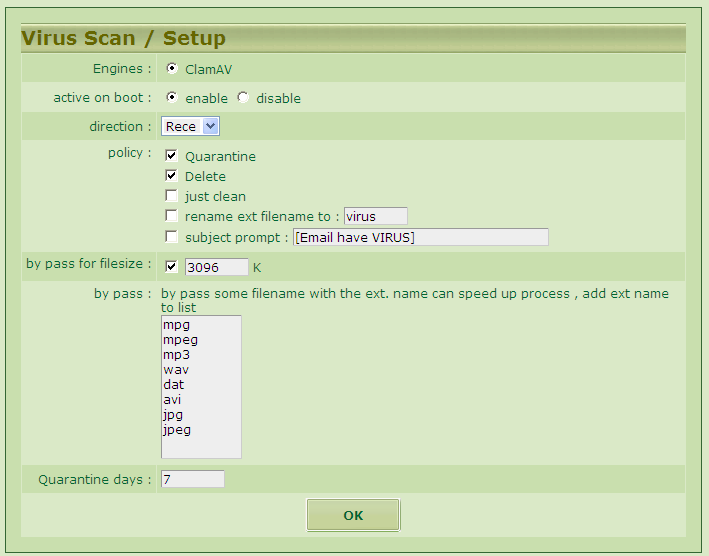 Virus Scan / Setup
Engines : ClamAV
active on boot : enable disable
direction : Rece
policy : Quarantine
Delete
just clean
rename ext filename to : virus
subject prompt : [Email have VIRUS]
by pass for filesize : 3096 K
by pass : by pass some filename with the ext. name can speed up process , add ext name
to list
mpg
mpeg
mp3
wav
dat
avi
jpg
jpeg
Quarantine days : 7
OK